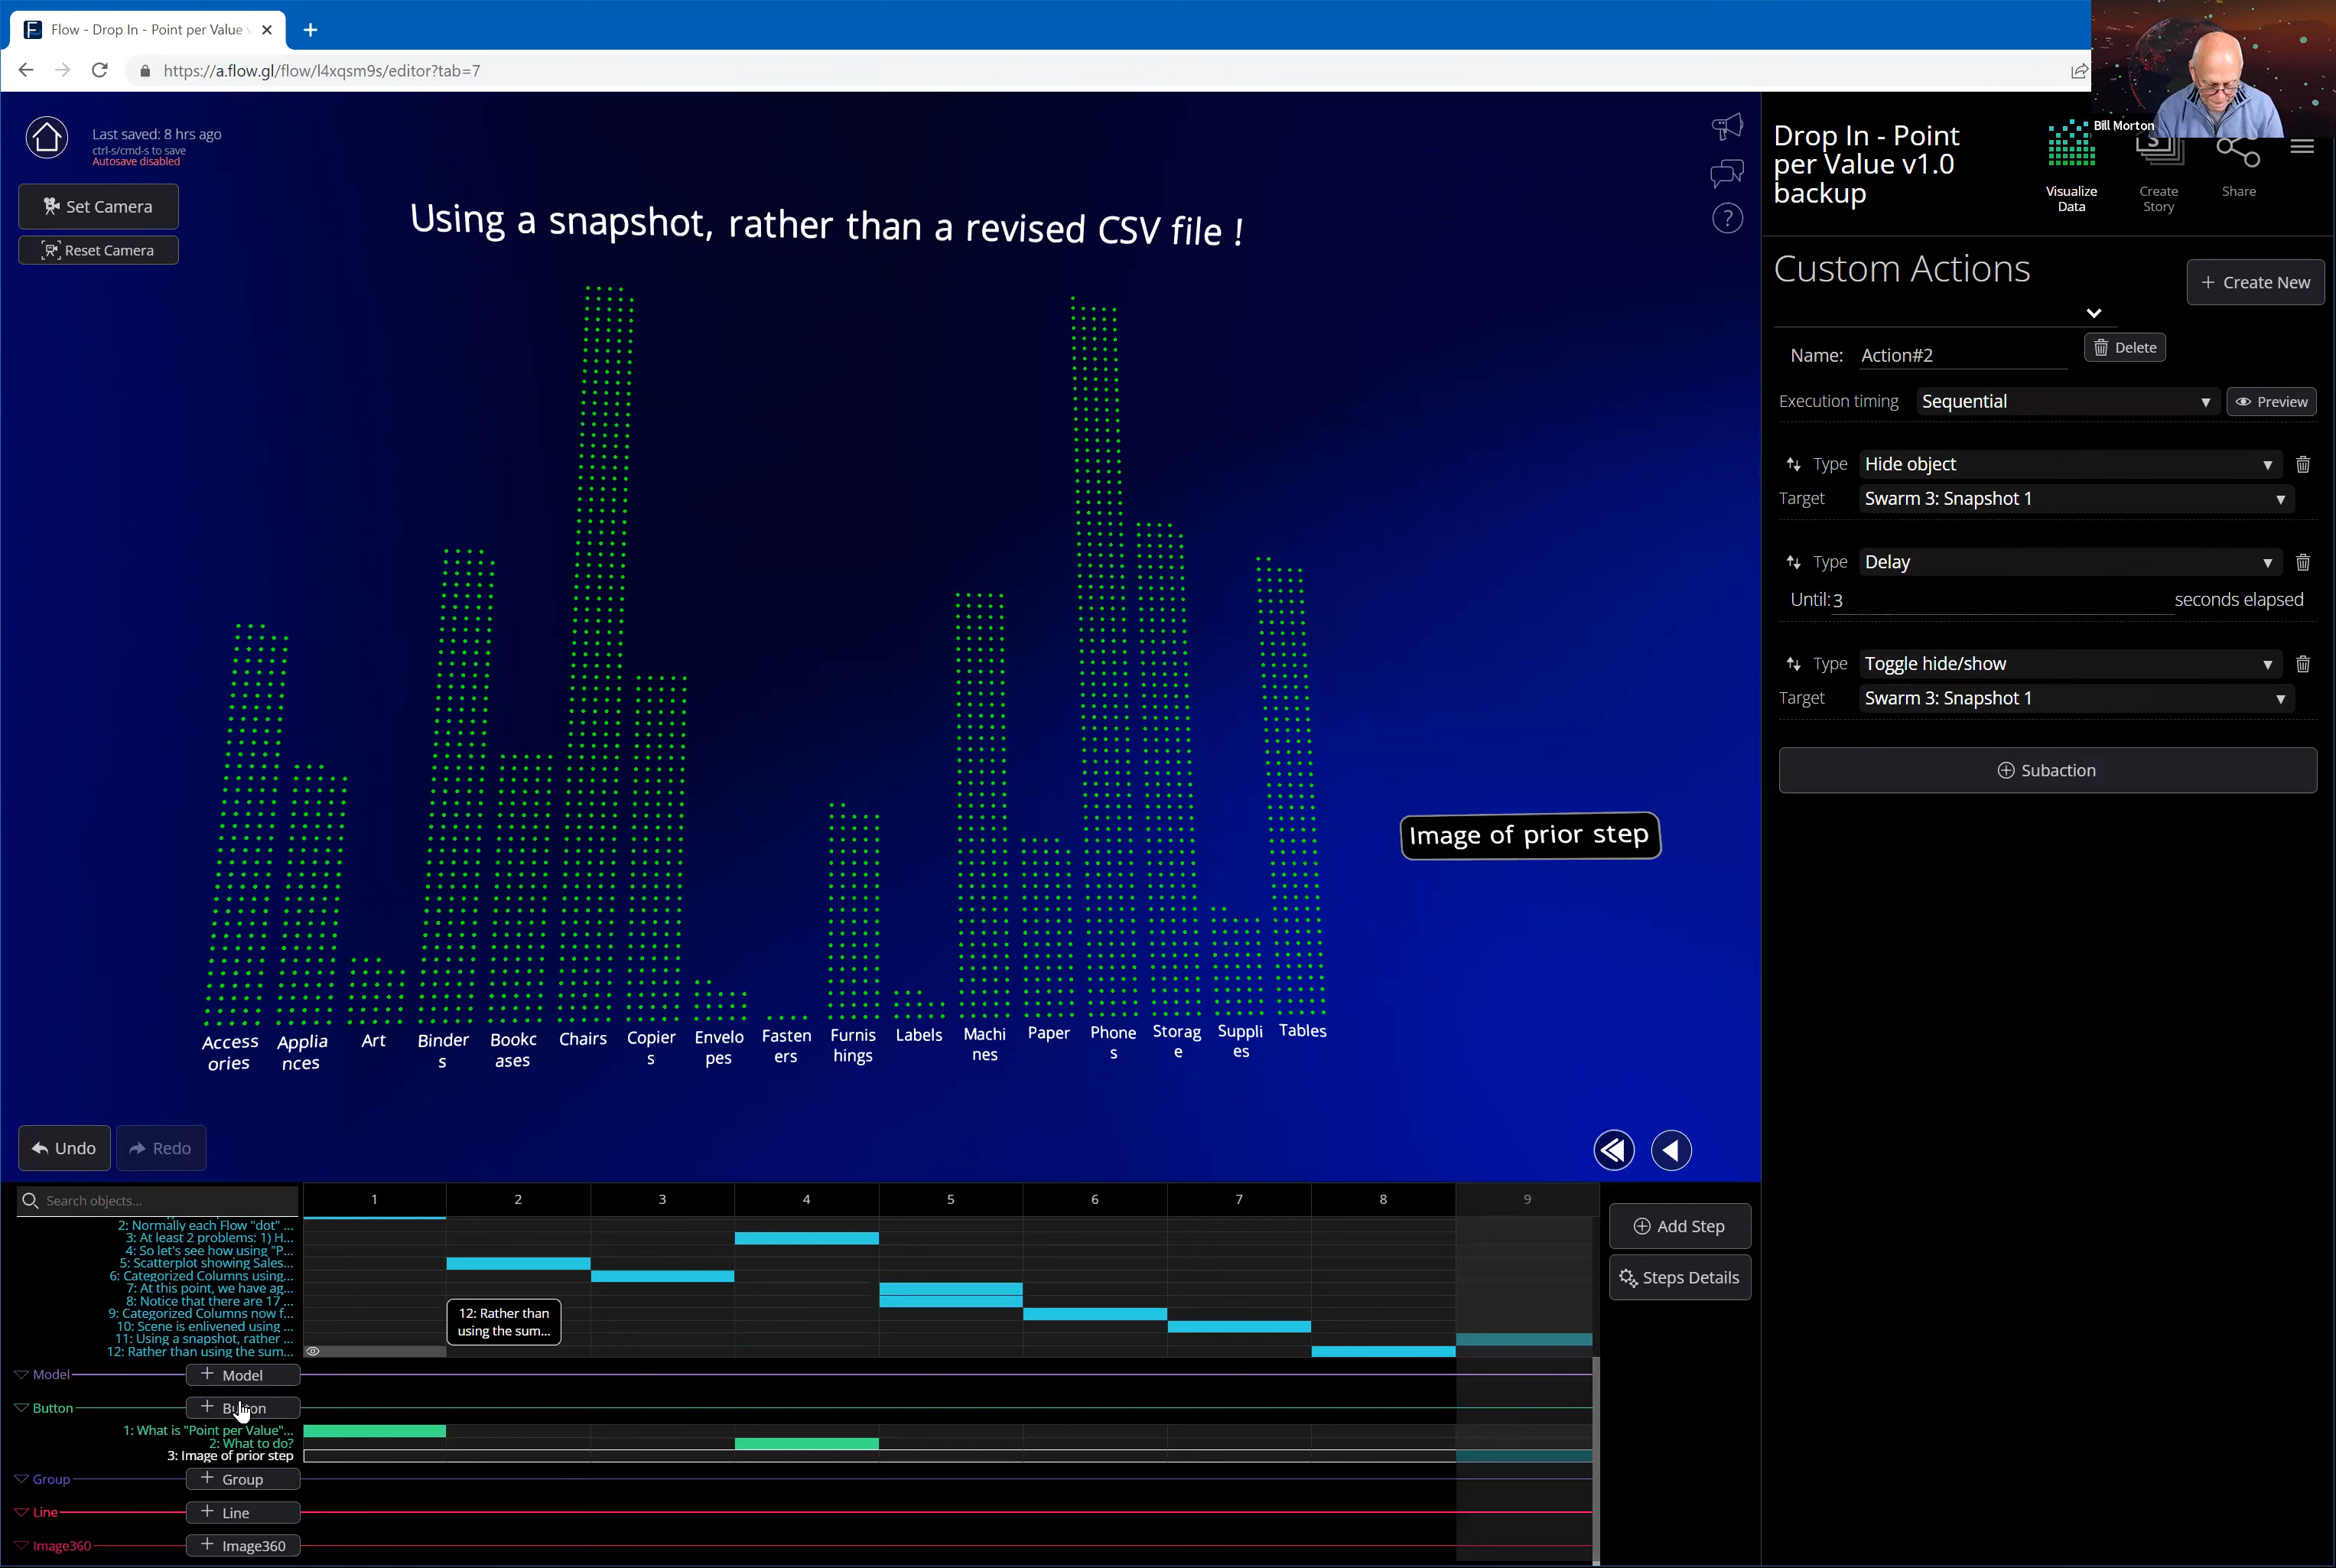 Flow - Drop In - Point per Value
https://a.flow.gl/flow/l4xqsm9s/editor?tab=7
Bill Morton
Last saved: 8 hrs ago
ctrl-s/cmd-s to save
Autosave disabled
Set Camera
Reset Camera
Using a snapshot, rather than a revised CSV file !
Drop In - Point
per Value v1.0
backup
Visualize
Data
Create
Story
Share
Custom Actions
+ Create New
Name: Action#2
Delete
Execution timing Sequential
Preview
Type Hide object
Target Swarm 3: Snapshot 1
Type Delay
Until: 3 seconds elapsed
Type Toggle hide/show
Target Swarm 3: Snapshot 1
Subaction
Image of prior step
Access
ories
Applia
nces
Art
Binder
s
Bookc
ases
Chairs
Copier
s
Envelo
pes
Fasten
ers
Furnis
hings
Labels
Machi
nes
Paper
Phone
s
Storag
e
Suppli
es
Tables
Undo
Redo
Search objects...
1 2 3 4 5 6 7 8 9
Add Step
Steps Details
2: Normally each Flow "dot" ...
3: At least 2 problems: 1) H...
4: So let's see how using "P...
5: Scatterplot showing Sales...
6: Categorized Columns using...
7: At this point, we have ag...
8: Notice that there are 17 ...
9: Categorized Columns now f...
10: Scene is enlivened using ...
11: Using a snapshot, rather ...
12: Rather than using the sum...
12: Rather than
using the sum...
Model
+ Model
Button
+ Button
1: What is "Point per Value"...
2: What to do?
3: Image of prior step
Group
+ Group
Line
+ Line
Image360
+ Image360